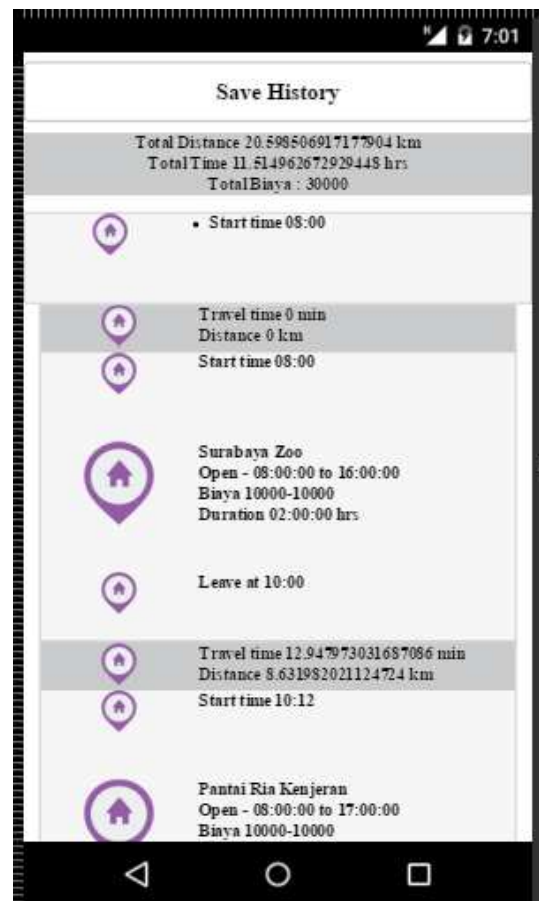 7:01
Save History
Total Distance 20.598506917177904 km
Total Time 11.514962672929448 hrs
Total Biaya : 30000
• Start time 08:00
Travel time 0 min
Distance 0 km
Start time 08:00
Surabaya Zoo
Open - 08:00:00 to 16:00:00
Biaya 10000-10000
Duration 02:00:00 hrs
Leave at 10:00
Travel time 12.947973031687086 min
Distance 8.631982021124724 km
Start time 10:12
Pantai Ria Kenjeran
Open - 08:00:00 to 17:00:00
Biaya 10000-10000